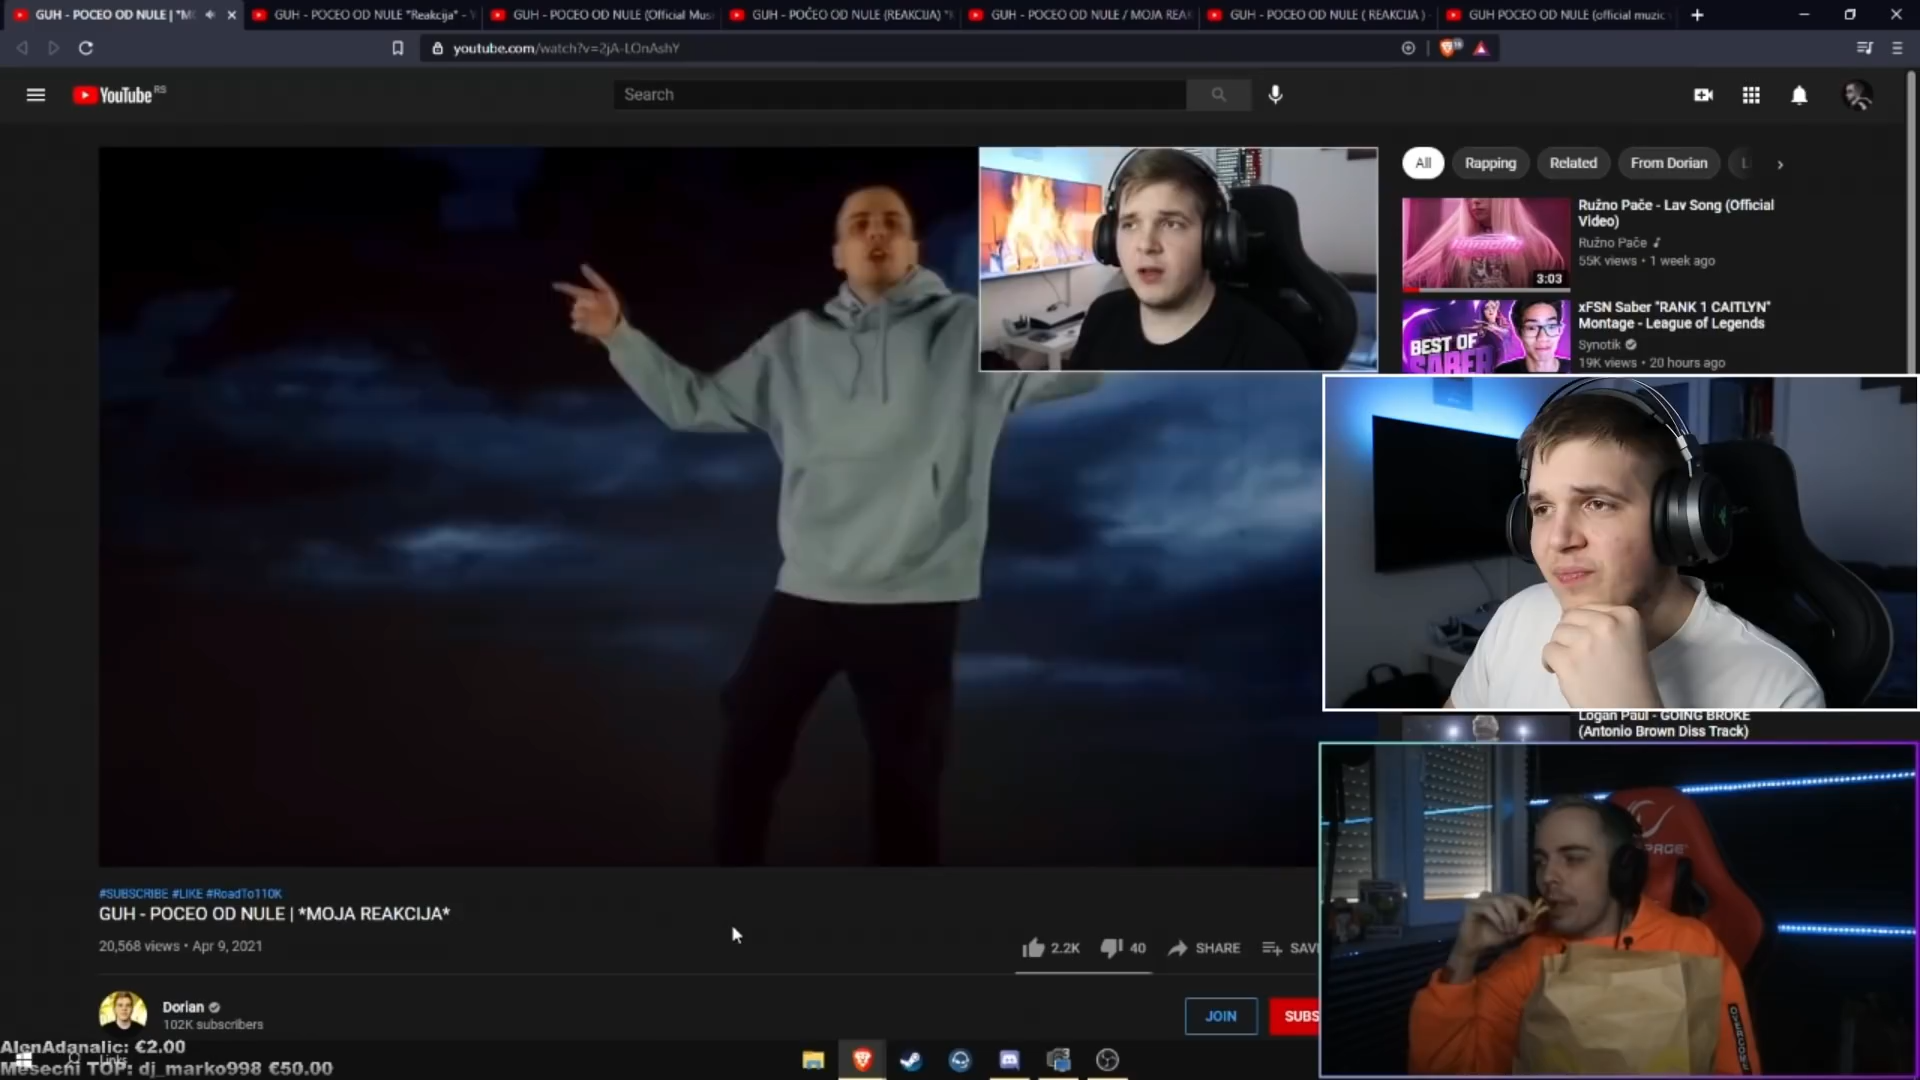 GUH - POCEO OD NULE | *M
GUH - POCEO OD NULE *Reakcija* -
GUH - POCEO OD NULE (Official Mus
GUH - POČEO OD NULE (REAKCIJA)
GUH - POCEO OD NULE / MOJA REA
GUH - POCEO OD NULE ( REAKCIJA )
GUH POCEO OD NULE (official muzic
youtube.com/watch?v=2jA-LOnAshY
YouTube RS
Search
All
Rapping
Related
From Dorian
Ružno Pače - Lav Song (Official
Video)
Ružno Pače
55K views • 1 week ago
3:03
xFSN Saber "RANK 1 CAITLYN"
Montage - League of Legends
Synotik
19K views • 20 hours ago
BEST OF
SABER
Logan Paul - GOING BROKE
(Antonio Brown Diss Track)
#SUBSCRIBE #LIKE #RoadTo110K
GUH - POCEO OD NULE | *MOJA REAKCIJA*
20,568 views • Apr 9, 2021
2.2K
40
SHARE
SAV
Dorian
102K subscribers
JOIN
SUBS
AlenAdanalic: €2.00
Mesecni TOP: dj_marko998 €50.00